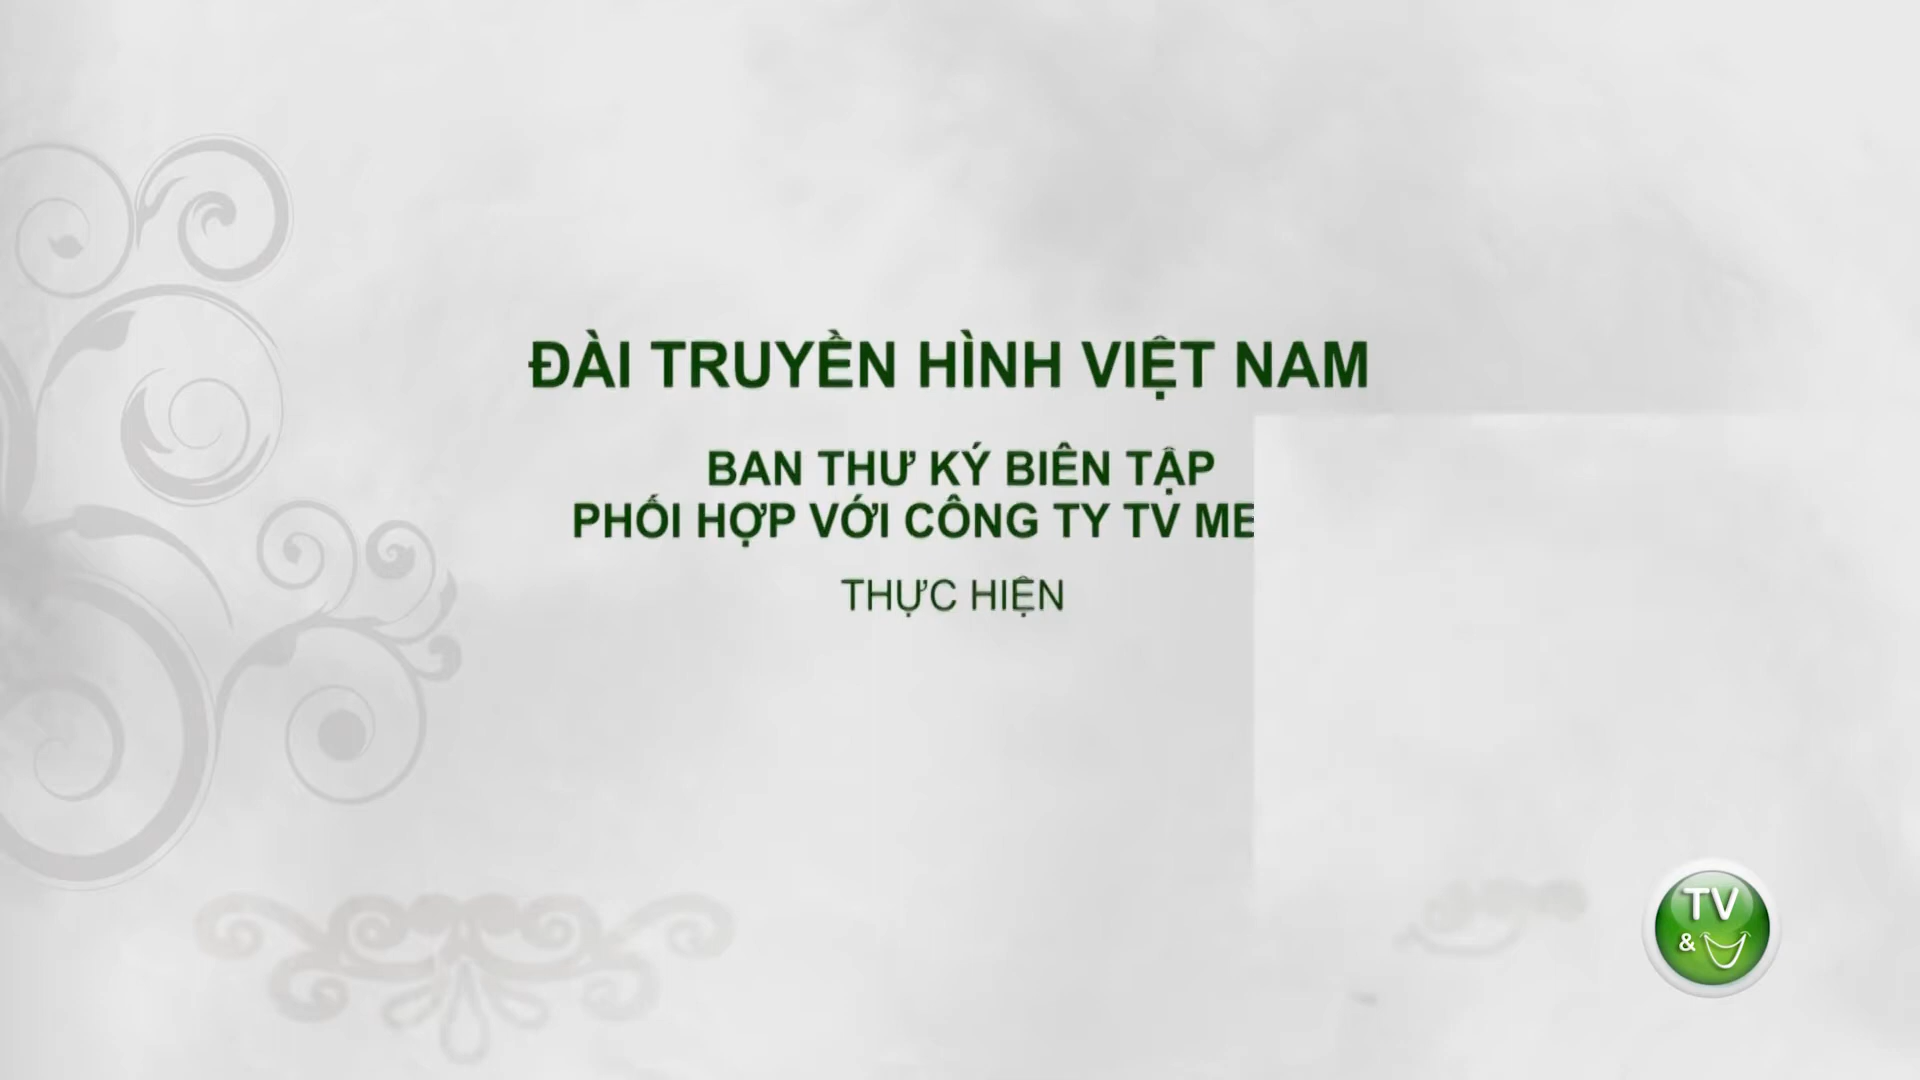 ĐÀI TRUYỀN HÌNH VIỆT NAM
BAN THƯ KÝ BIÊN TẬP
PHỐI HỢP VỚI CÔNG TY TV
THỰC HIỆN
TV
&